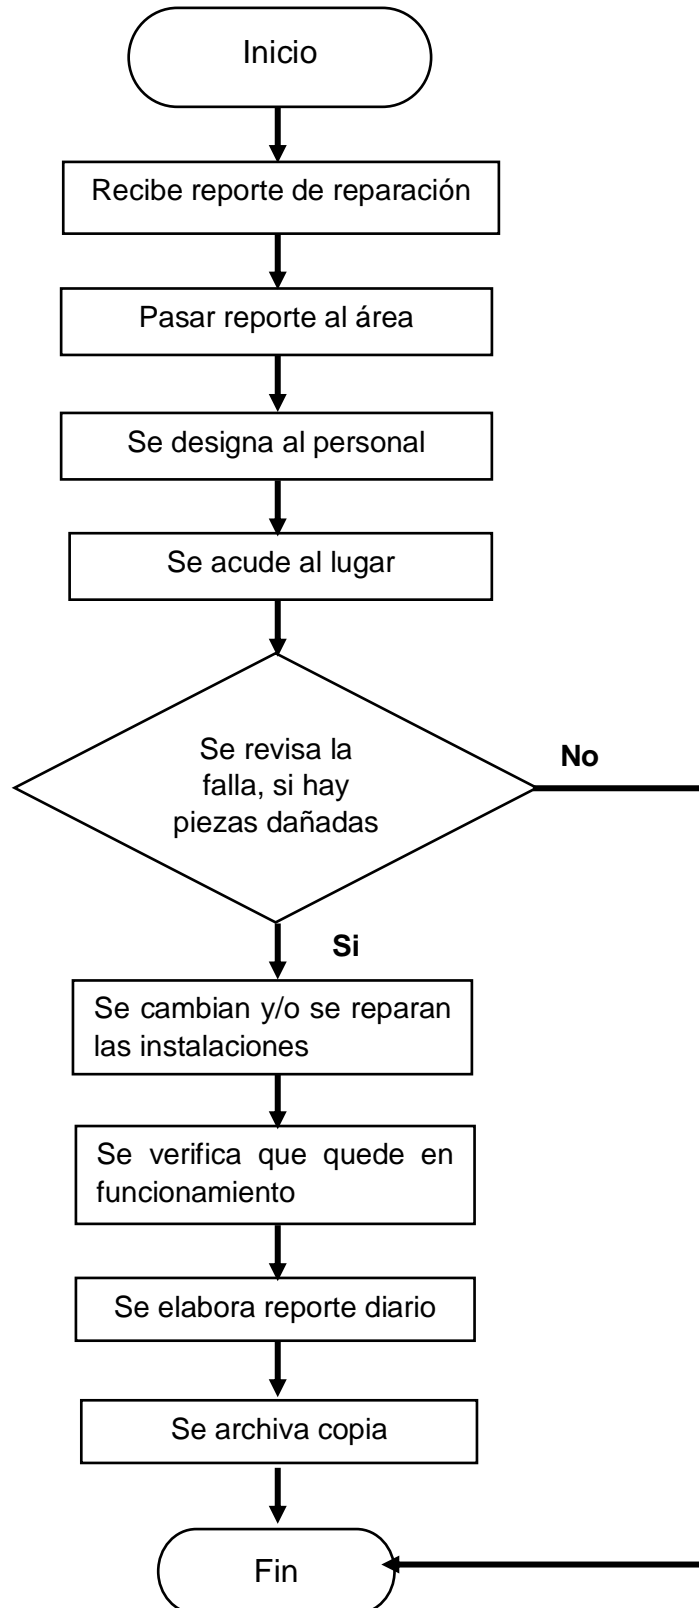 Inicio
Recibe reporte de reparación
Pasar reporte al área
Se designa al personal
Se acude al lugar
Se revisa la
falla, si hay
piezas dañadas
No
Si
Se cambian y/o se reparan
las instalaciones
Se verifica que quede en
funcionamiento
Se elabora reporte diario
Se archiva copia
Fin